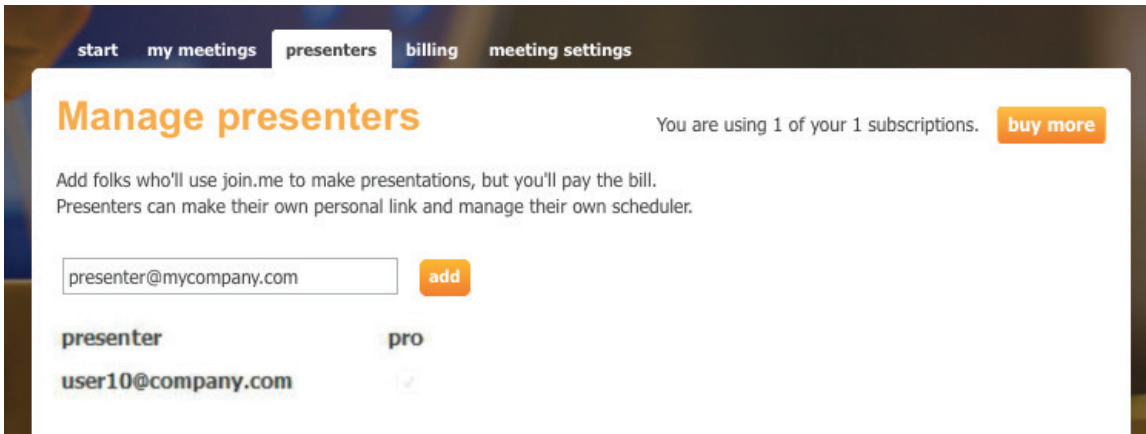 start my meetings presenters billing meeting settings
Manage presenters
You are using 1 of your 1 subscriptions. buy more
Add folks who'll use join.me to make presentations, but you'll pay the bill.
Presenters can make their own personal link and manage their own scheduler.
presenter@mycompany.com add
presenter pro
user10@company.com